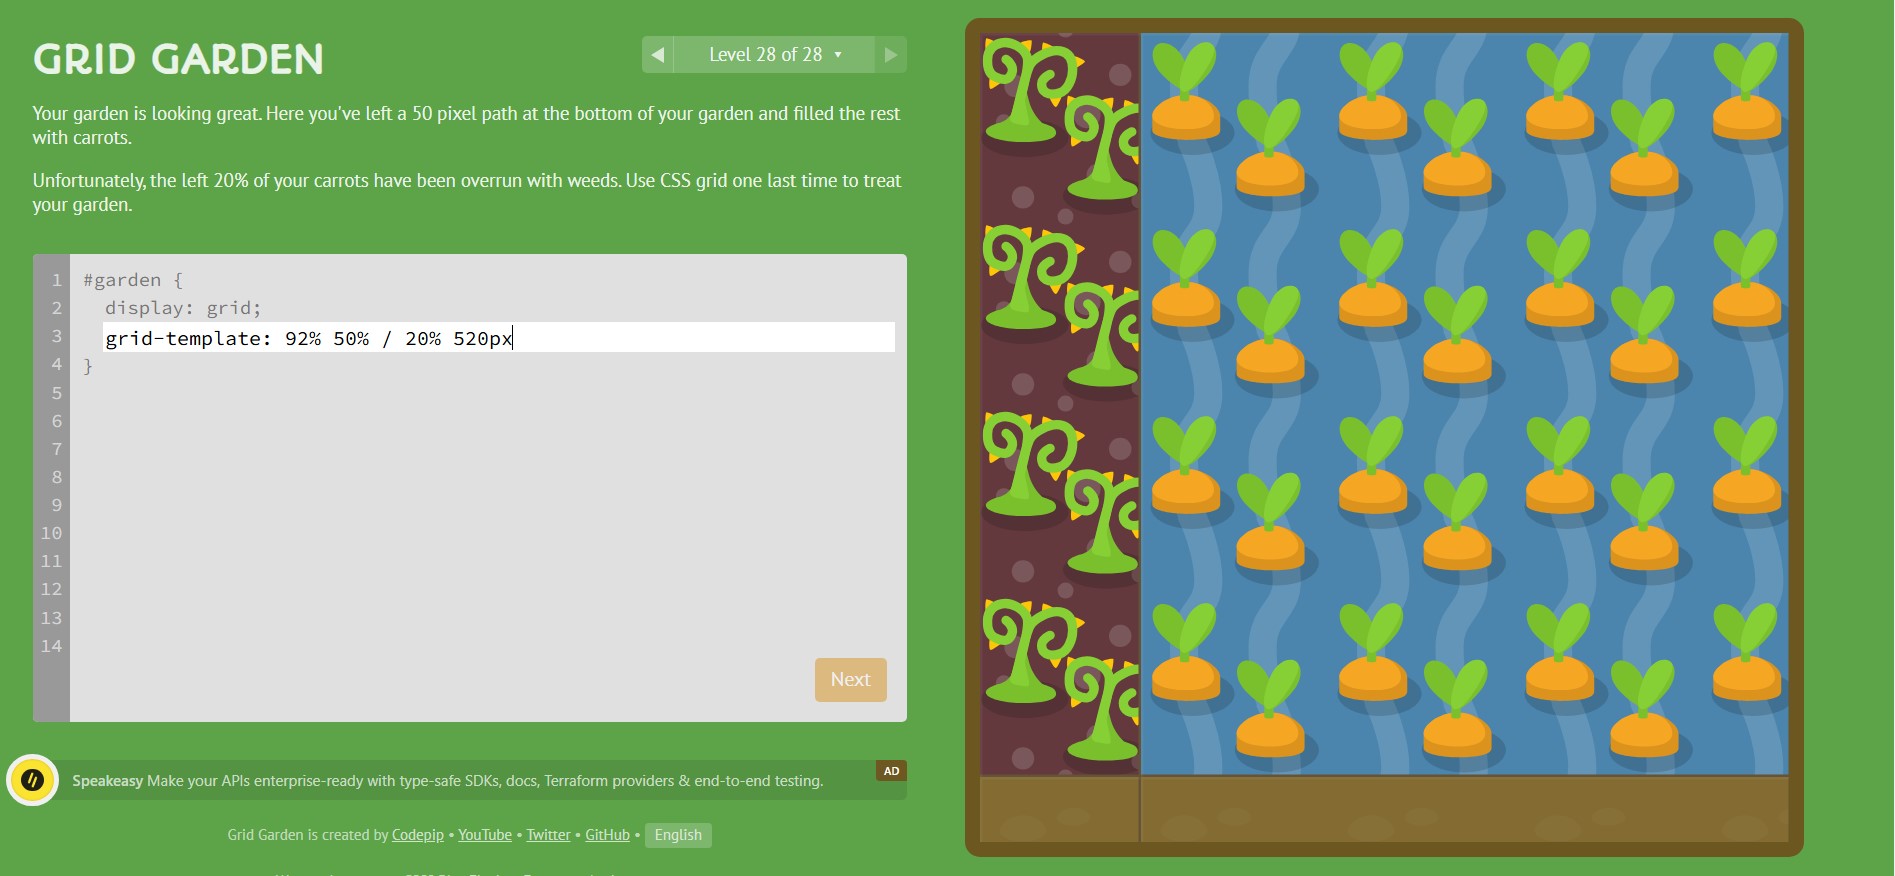 GRID GARDEN
Level 28 of 28
Your garden is looking great. Here you've left a 50 pixel path at the bottom of your garden and filled the rest
with carrots.
Unfortunately, the left 20% of your carrots have been overrun with weeds. Use CSS grid one last time to treat
your garden.
1 #garden {
2 display: grid;
3 grid-template: 92% 50% / 20% 520px
4 }
5
6
7
8
9
10
11
12
13
14
Next
Speakeasy Make your APIs enterprise-ready with type-safe SDKs, docs, Terraform providers & end-to-end testing.
AD
Grid Garden is created by Codepip • YouTube • Twitter • GitHub • English